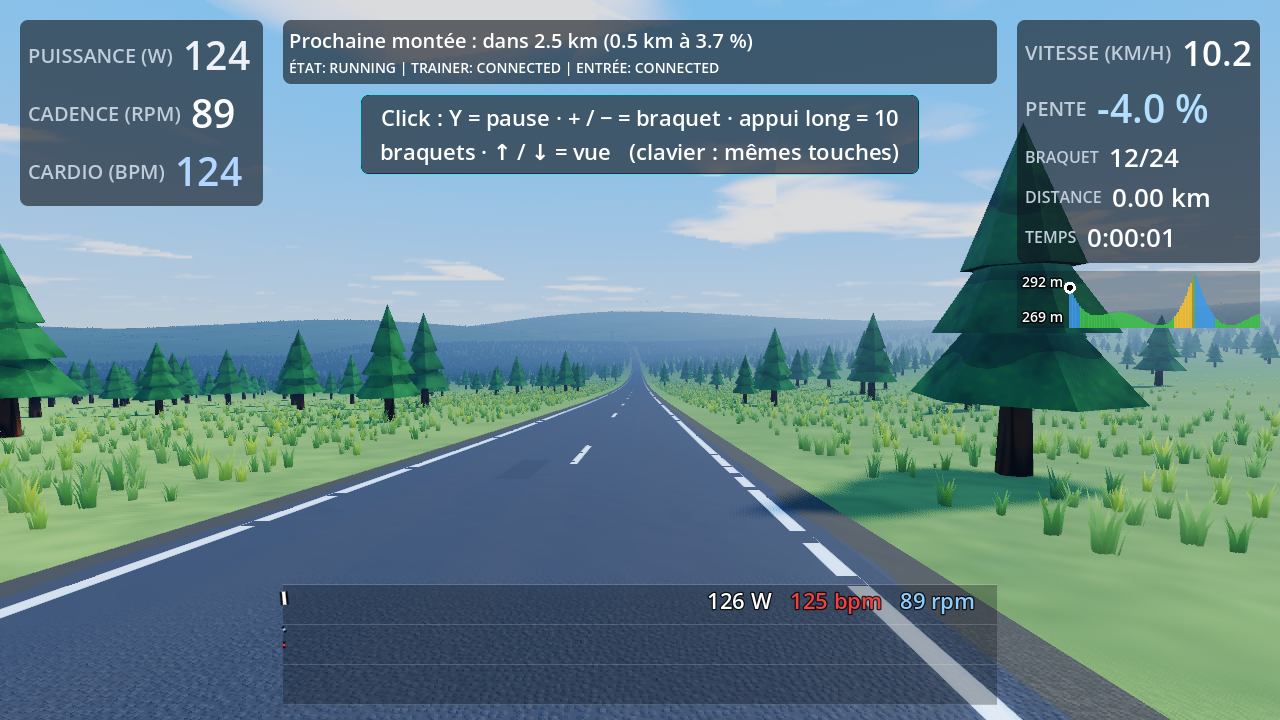 PUISSANCE (W) 124
CADENCE (RPM) 89
CARDIO (BPM) 124
Prochaine montée : dans 2.5 km (0.5 km à 3.7 %)
ÉTAT: RUNNING | TRAINER: CONNECTED | ENTRÉE: CONNECTED
Click : Y = pause · + / − = braquet · appui long = 10
braquets · ↑ / ↓ = vue (clavier : mêmes touches)
VITESSE (KM/H) 10.2
PENTE -4.0 %
BRAQUET 12/24
DISTANCE 0.00 km
TEMPS 0:00:01
292 m
269 m
126 W 125 bpm 89 rpm